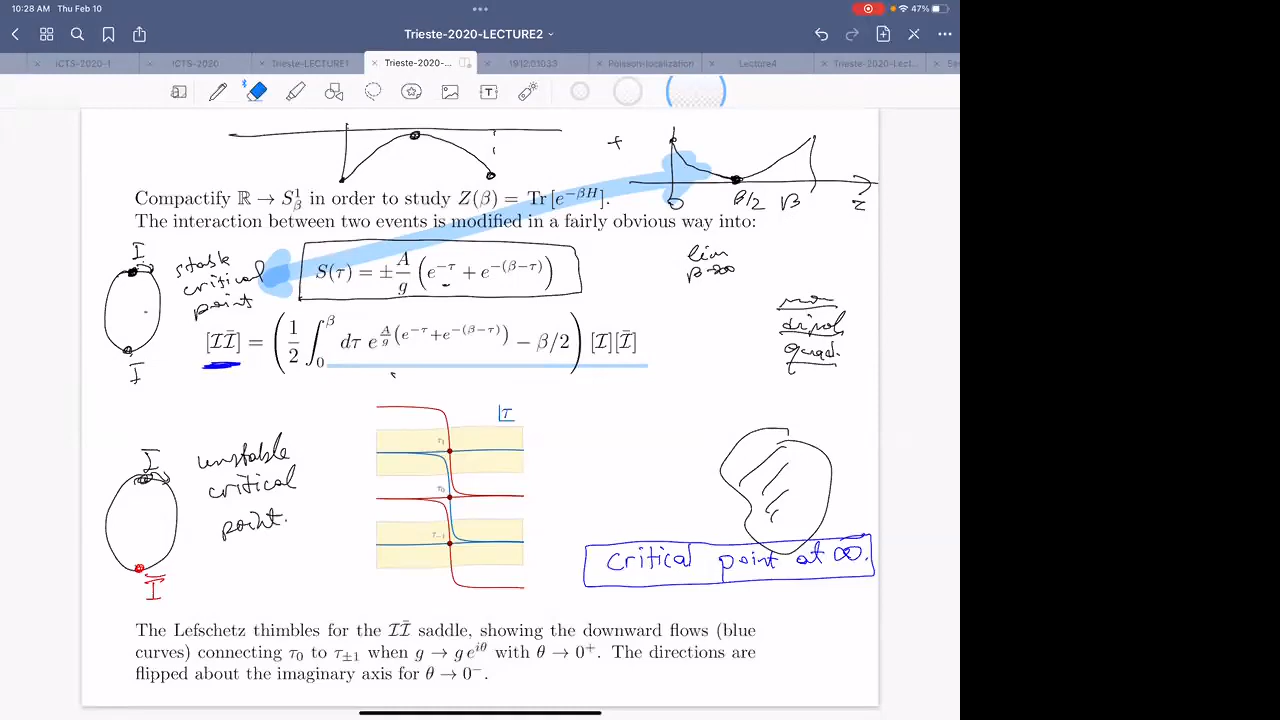 10:28 AM Thu Feb 10
47%
Trieste-2020-LECTURE2
ICTS-2020-1
ICTS-2020
Trieste-LECTURE1
Trieste-2020-...
1912.01033
Poisson-localization
Lecture4
Trieste-2020-Lect...
+
0 β/2 β τ
Compactify ℝ → S¹_β in order to study Z(β) = Tr[e^{-βH}].
The interaction between two events is modified in a fairly obvious way into:
I
stable
critical
point
S(τ) = ± A/g (e^{-τ} + e^{-(β-τ)})
lim
β→∞
mon
dipol
quad.
[IĪ] = (1/2 ∫_0^β dτ e^{A/g (e^{-τ}+e^{-(β-τ)})} − β/2) [I][Ī]
I
τ
τ₁
τ₀
τ₋₁
I
unstable
critical
point.
Ī
critical point at ∞.
The Lefschetz thimbles for the IĪ saddle, showing the downward flows (blue
curves) connecting τ₀ to τ_{±1} when g → g e^{iθ} with θ → 0⁺. The directions are
flipped about the imaginary axis for θ → 0⁻.